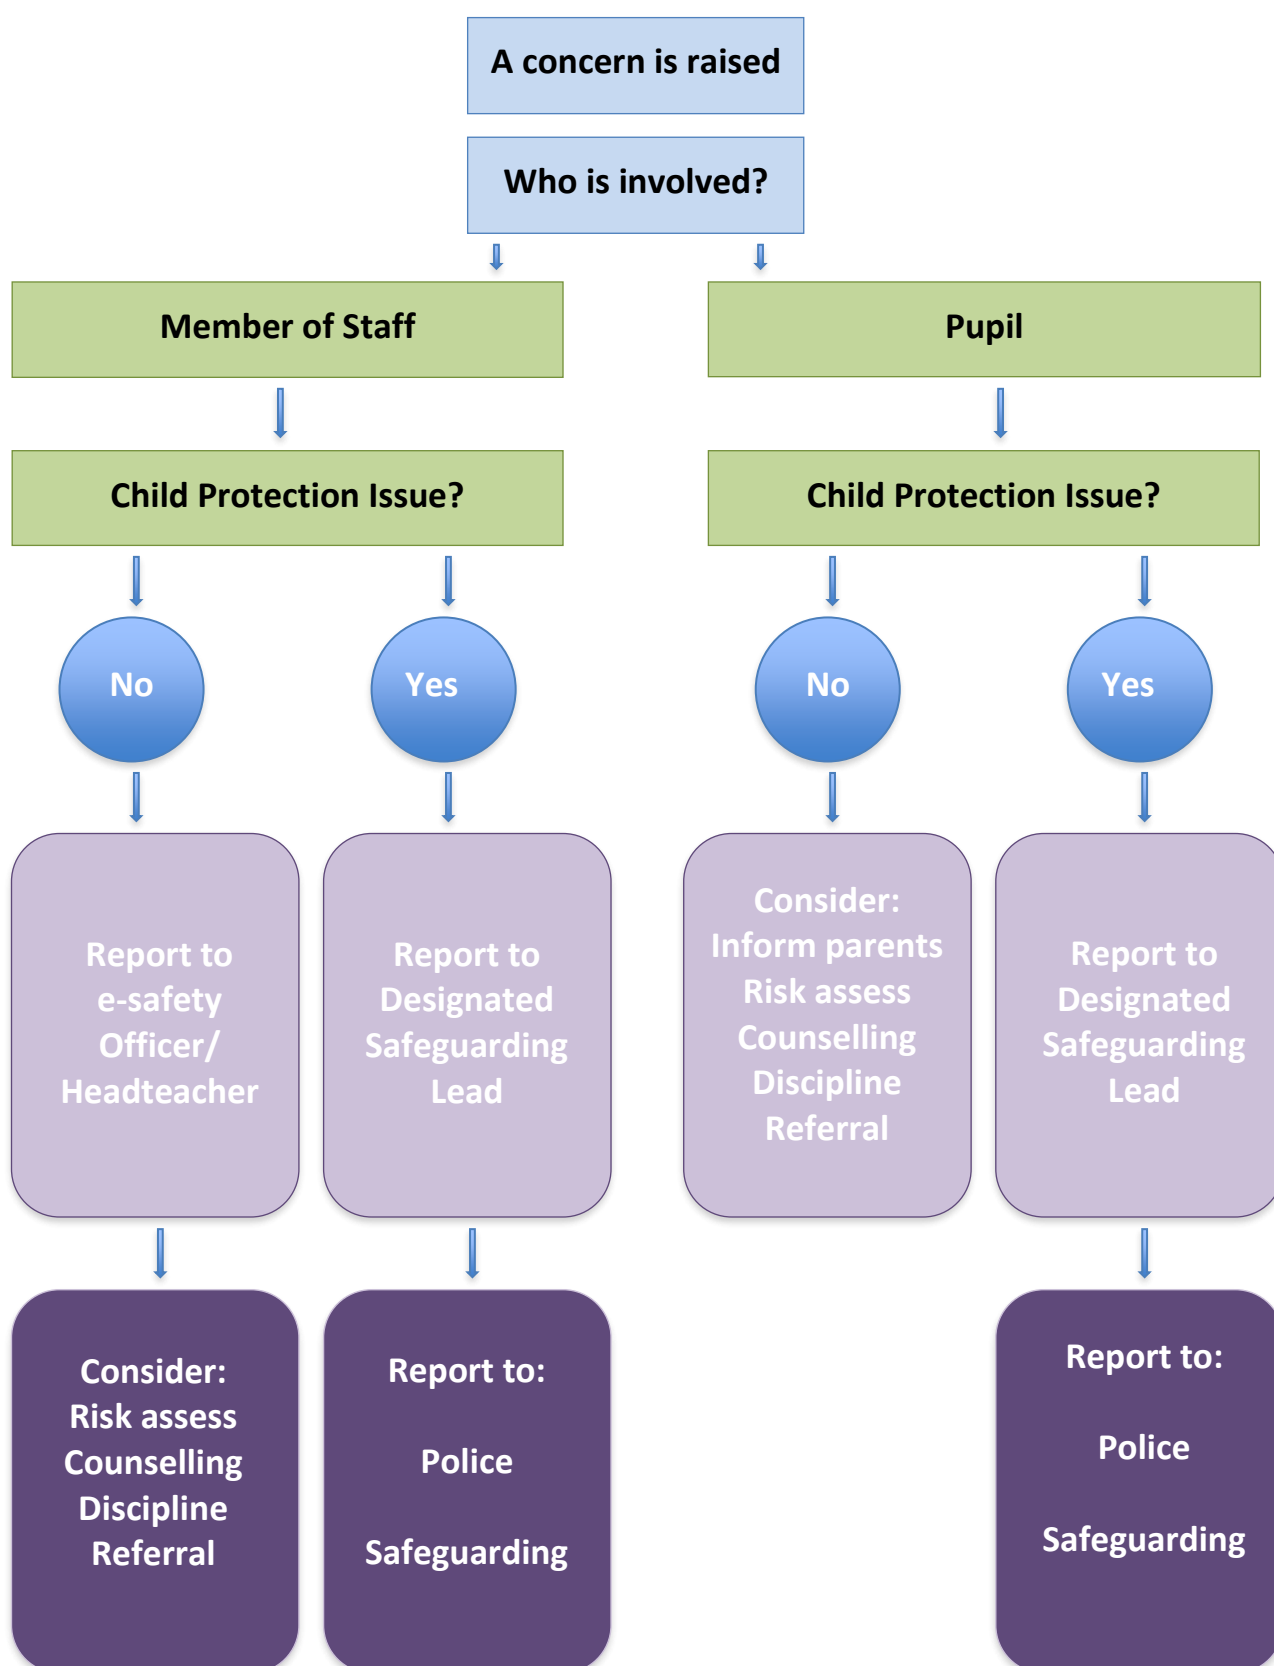 A concern is raised
Who is involved?
Member of Staff
Pupil
Child Protection Issue?
Child Protection Issue?
No
Yes
No
Yes
Report to
e-safety
Officer/
Headteacher
Report to
Designated
Safeguarding
Lead
Consider:
Inform parents
Risk assess
Counselling
Discipline
Referral
Report to
Designated
Safeguarding
Lead
Consider:
Risk assess
Counselling
Discipline
Referral
Report to:
Police
Safeguarding
Report to:
Police
Safeguarding